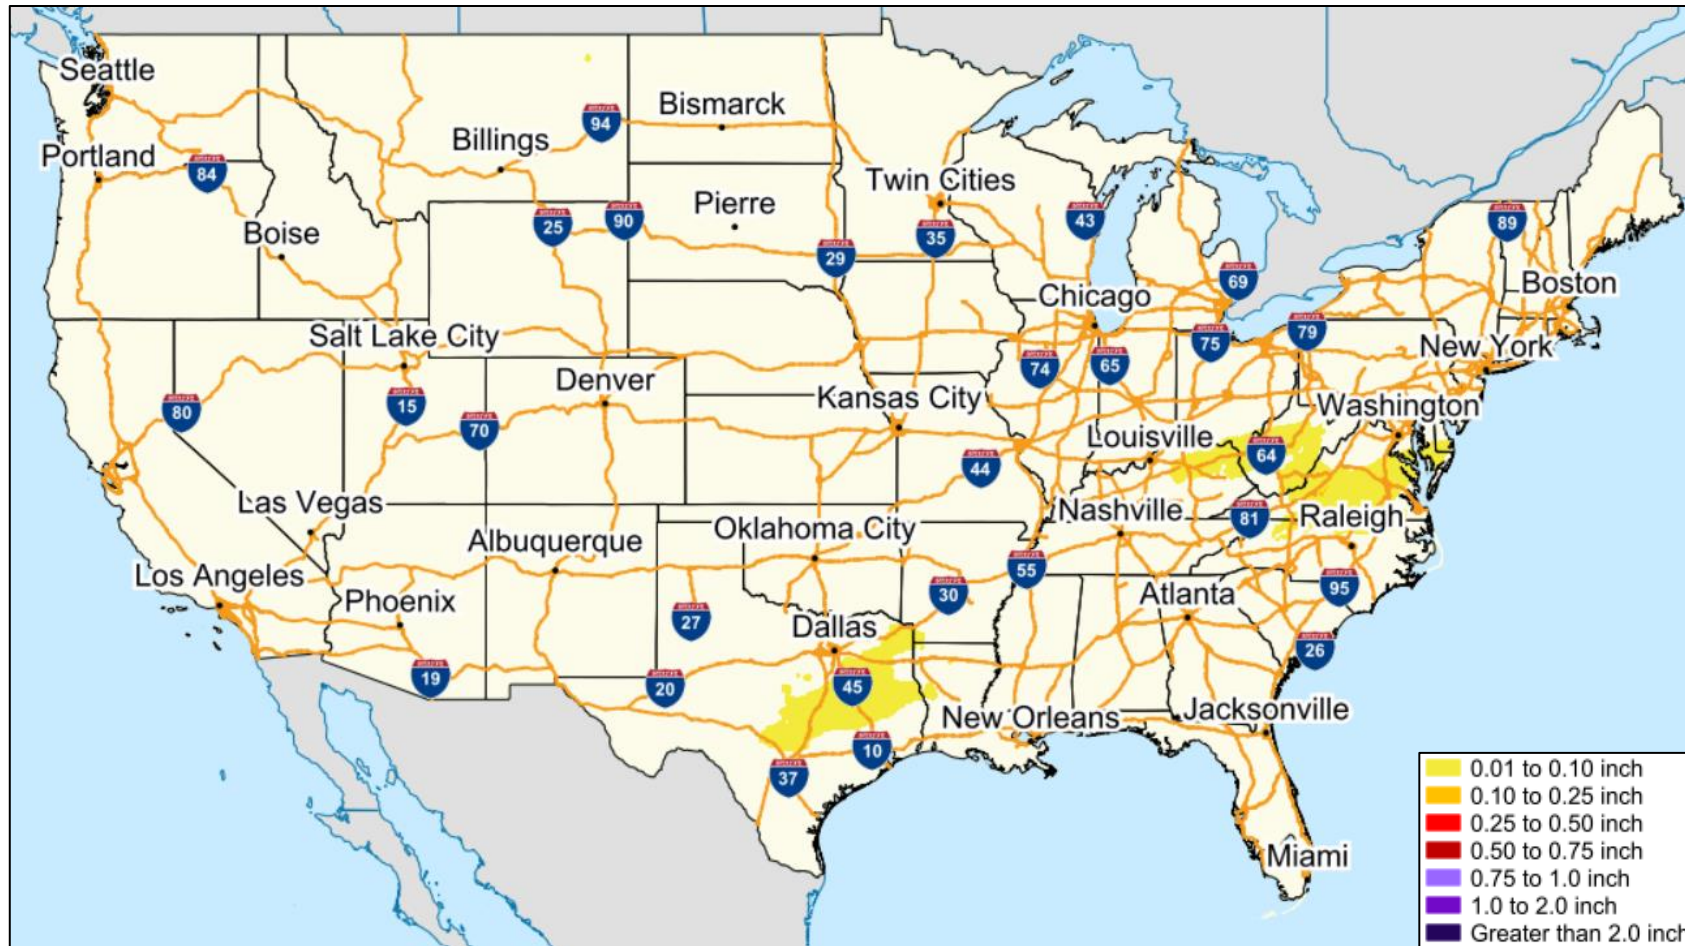 Seattle
Bismarck
94
Billings
Portland
84
Twin Cities
Pierre
25
90
43
89
Boise
35
29
69
Boston
Chicago
Salt Lake City
79
75
New York
74
65
Denver
Kansas City
15
80
70
Washington
Louisville
64
44
Las Vegas
Nashville
81
Raleigh
Oklahoma City
Albuquerque
55
Los Angeles
95
30
Atlanta
Phoenix
27
Dallas
26
19
20
45
New Orleans
Jacksonville
10
37
Miami
0.01 to 0.10 inch
0.10 to 0.25 inch
0.25 to 0.50 inch
0.50 to 0.75 inch
0.75 to 1.0 inch
1.0 to 2.0 inch
Greater than 2.0 inch